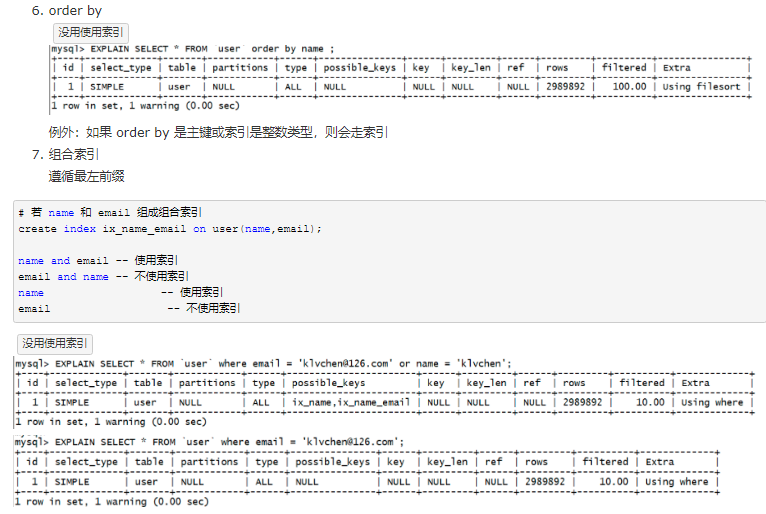 6. order by
没用使用索引
mysql> EXPLAIN SELECT * FROM `user` order by name ;
| id | select_type | table | partitions | type | possible_keys | key | key_len | ref | rows | filtered | Extra |
| 1 | SIMPLE | user | NULL | ALL | NULL | NULL | NULL | NULL | 2989892 | 100.00 | Using filesort |
1 row in set, 1 warning (0.00 sec)
例外：如果 order by 是主键或索引是整数类型，则会走索引
7. 组合索引
遵循最左前缀
# 若 name 和 email 组成组合索引
create index ix_name_email on user(name,email);
name and email -- 使用索引
email and name -- 不使用索引
name -- 使用索引
email -- 不使用索引
没用使用索引
mysql> EXPLAIN SELECT * FROM `user` where email = 'klvchen@126.com' or name = 'klvchen';
| id | select_type | table | partitions | type | possible_keys | key | key_len | ref | rows | filtered | Extra |
| 1 | SIMPLE | user | NULL | ALL | ix_name,ix_name_email | NULL | NULL | NULL | 2989892 | 10.00 | Using where |
1 row in set, 1 warning (0.00 sec)
mysql> EXPLAIN SELECT * FROM `user` where email = 'klvchen@126.com';
| id | select_type | table | partitions | type | possible_keys | key | key_len | ref | rows | filtered | Extra |
| 1 | SIMPLE | user | NULL | ALL | NULL | NULL | NULL | NULL | 2989892 | 10.00 | Using where |
1 row in set, 1 warning (0.00 sec)